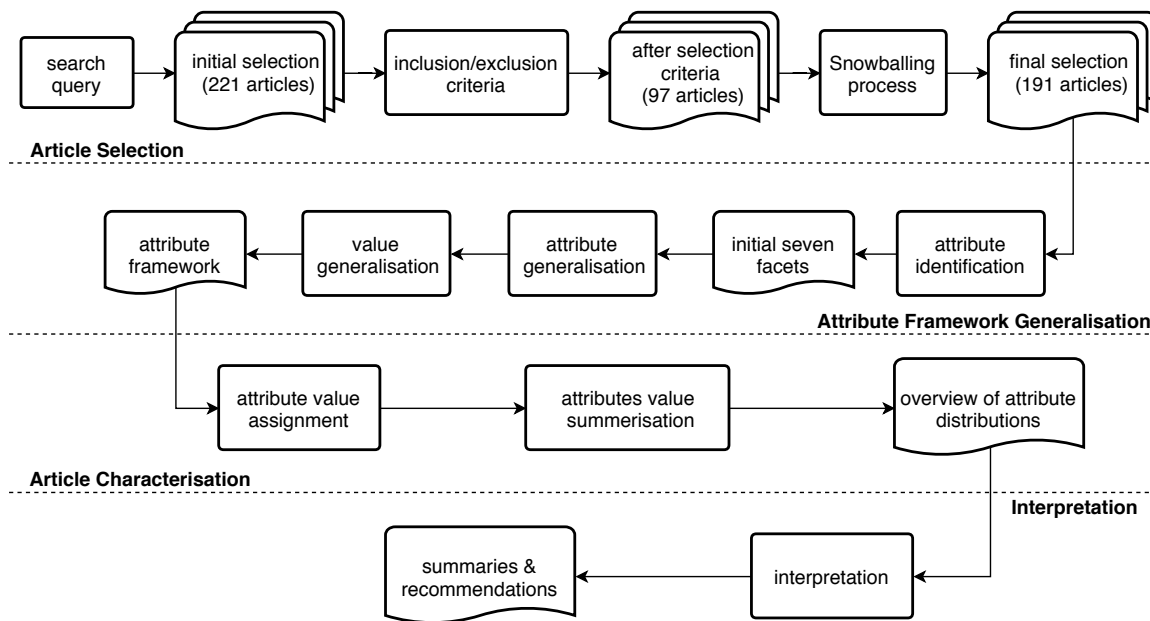 search
query
initial selection
(221 articles)
inclusion/exclusion
criteria
after selection
criteria
(97 articles)
Snowballing
process
final selection
(191 articles)
Article Selection
attribute
framework
value
generalisation
attribute
generalisation
initial seven
facets
attribute
identification
Attribute Framework Generalisation
attribute value
assignment
attributes value
summerisation
overview of attribute
distributions
Article Characterisation
Interpretation
summaries &
recommendations
interpretation